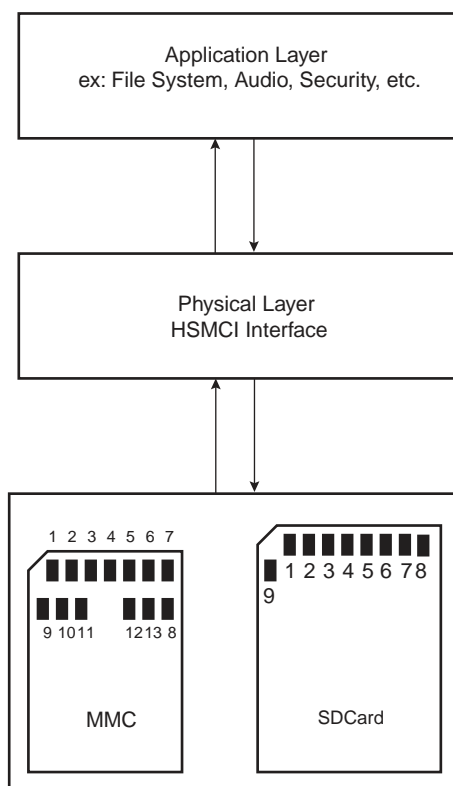 Application Layer
ex: File System, Audio, Security, etc.
Physical Layer
HSMCI Interface
1 2 3 4 5 6 7
9 10 11 12 13 8
MMC
1 2 3 4 5 6 7 8
9
SDCard